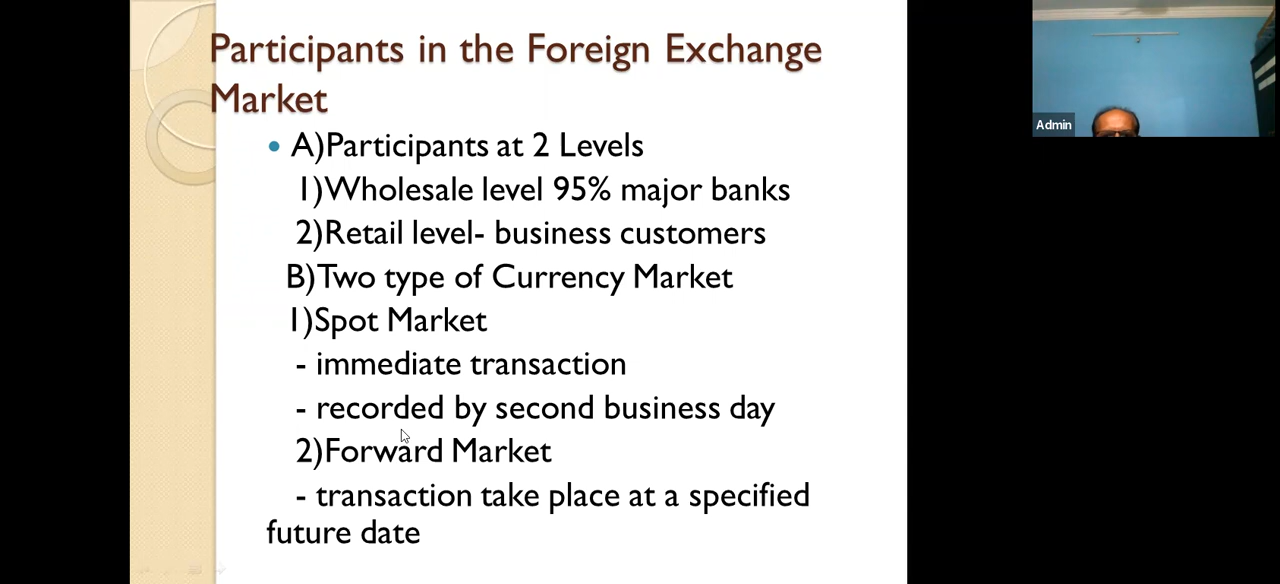 Participants in the Foreign Exchange
Market
Admin
• A)Participants at 2 Levels
1)Wholesale level 95% major banks
2)Retail level- business customers
B)Two type of Currency Market
1)Spot Market
- immediate transaction
- recorded by second business day
2)Forward Market
- transaction take place at a specified
future date